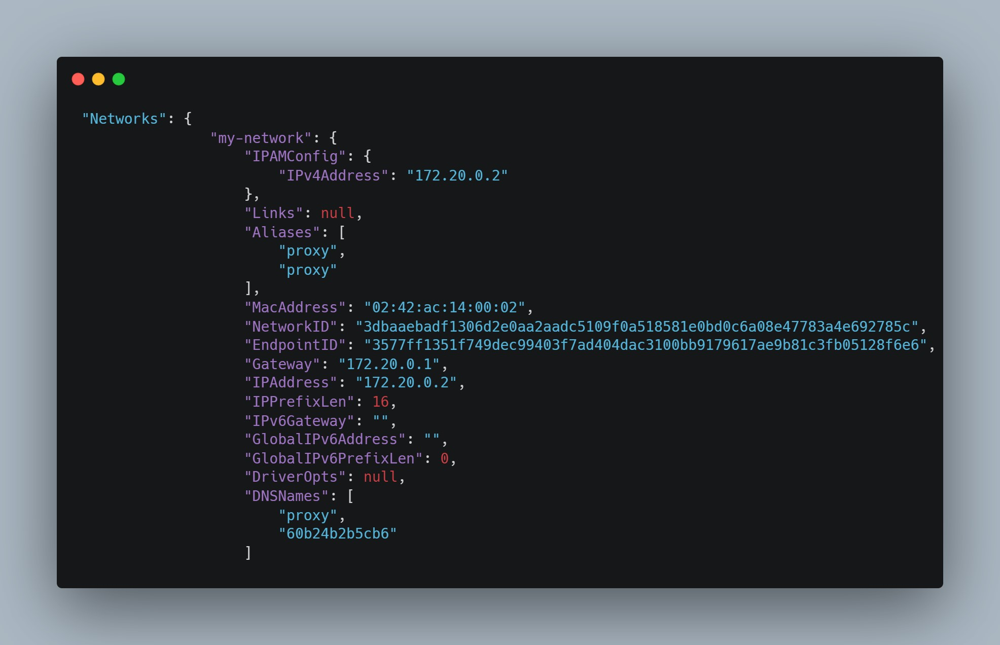 "Networks": {
"my-network": {
"IPAMConfig": {
"IPv4Address": "172.20.0.2"
},
"Links": null,
"Aliases": [
"proxy",
"proxy"
],
"MacAddress": "02:42:ac:14:00:02",
"NetworkID": "3dbaaebadf1306d2e0aa2aadc5109f0a518581e0bd0c6a08e47783a4e692785c",
"EndpointID": "3577ff1351f749dec99403f7ad404dac3100bb9179617ae9b81c3fb05128f6e6",
"Gateway": "172.20.0.1",
"IPAddress": "172.20.0.2",
"IPPrefixLen": 16,
"IPv6Gateway": "",
"GlobalIPv6Address": "",
"GlobalIPv6PrefixLen": 0,
"DriverOpts": null,
"DNSNames": [
"proxy",
"60b24b2b5cb6"
]